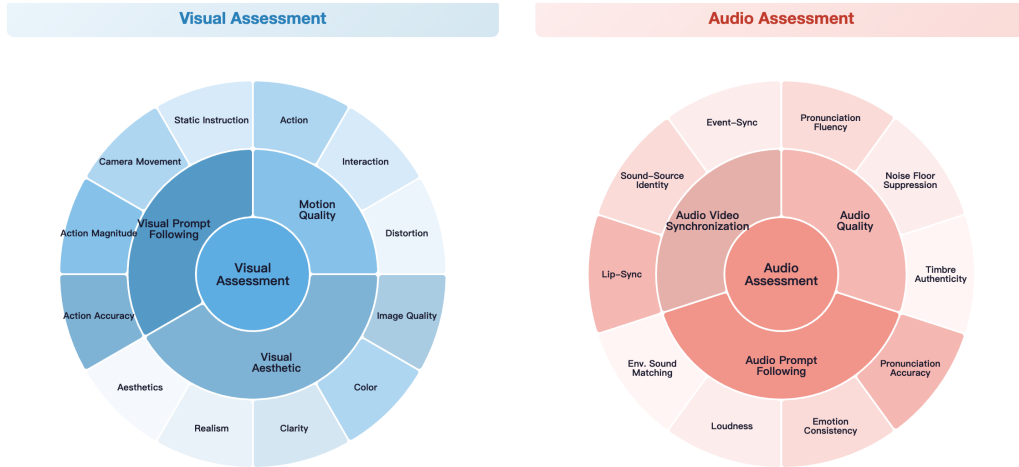 Visual Assessment
Audio Assessment
Static Instruction
Action
Camera Movement
Interaction
Motion
Quality
Visual Prompt
Following
Action Magnitude
Distortion
Visual
Assessment
Action Accuracy
Image Quality
Visual
Aesthetic
Aesthetics
Color
Realism
Clarity
Event-Sync
Pronunciation
Fluency
Sound-Source
Identity
Noise Floor
Suppression
Audio Video
Synchronization
Audio
Quality
Lip-Sync
Audio
Assessment
Timbre
Authenticity
Env. Sound
Matching
Audio Prompt
Following
Pronunciation
Accuracy
Loudness
Emotion
Consistency